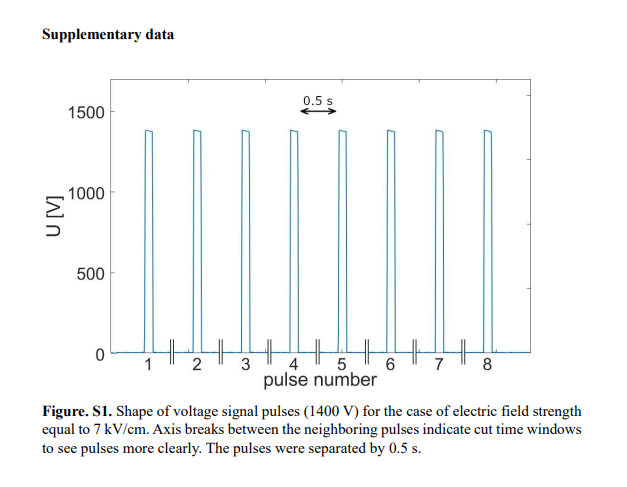 Supplementary data
0.5 s
1500
1000
500
0
U [V]
1 2 3 4 5 6 7 8
pulse number
Figure. S1. Shape of voltage signal pulses (1400 V) for the case of electric field strength
equal to 7 kV/cm. Axis breaks between the neighboring pulses indicate cut time windows
to see pulses more clearly. The pulses were separated by 0.5 s.